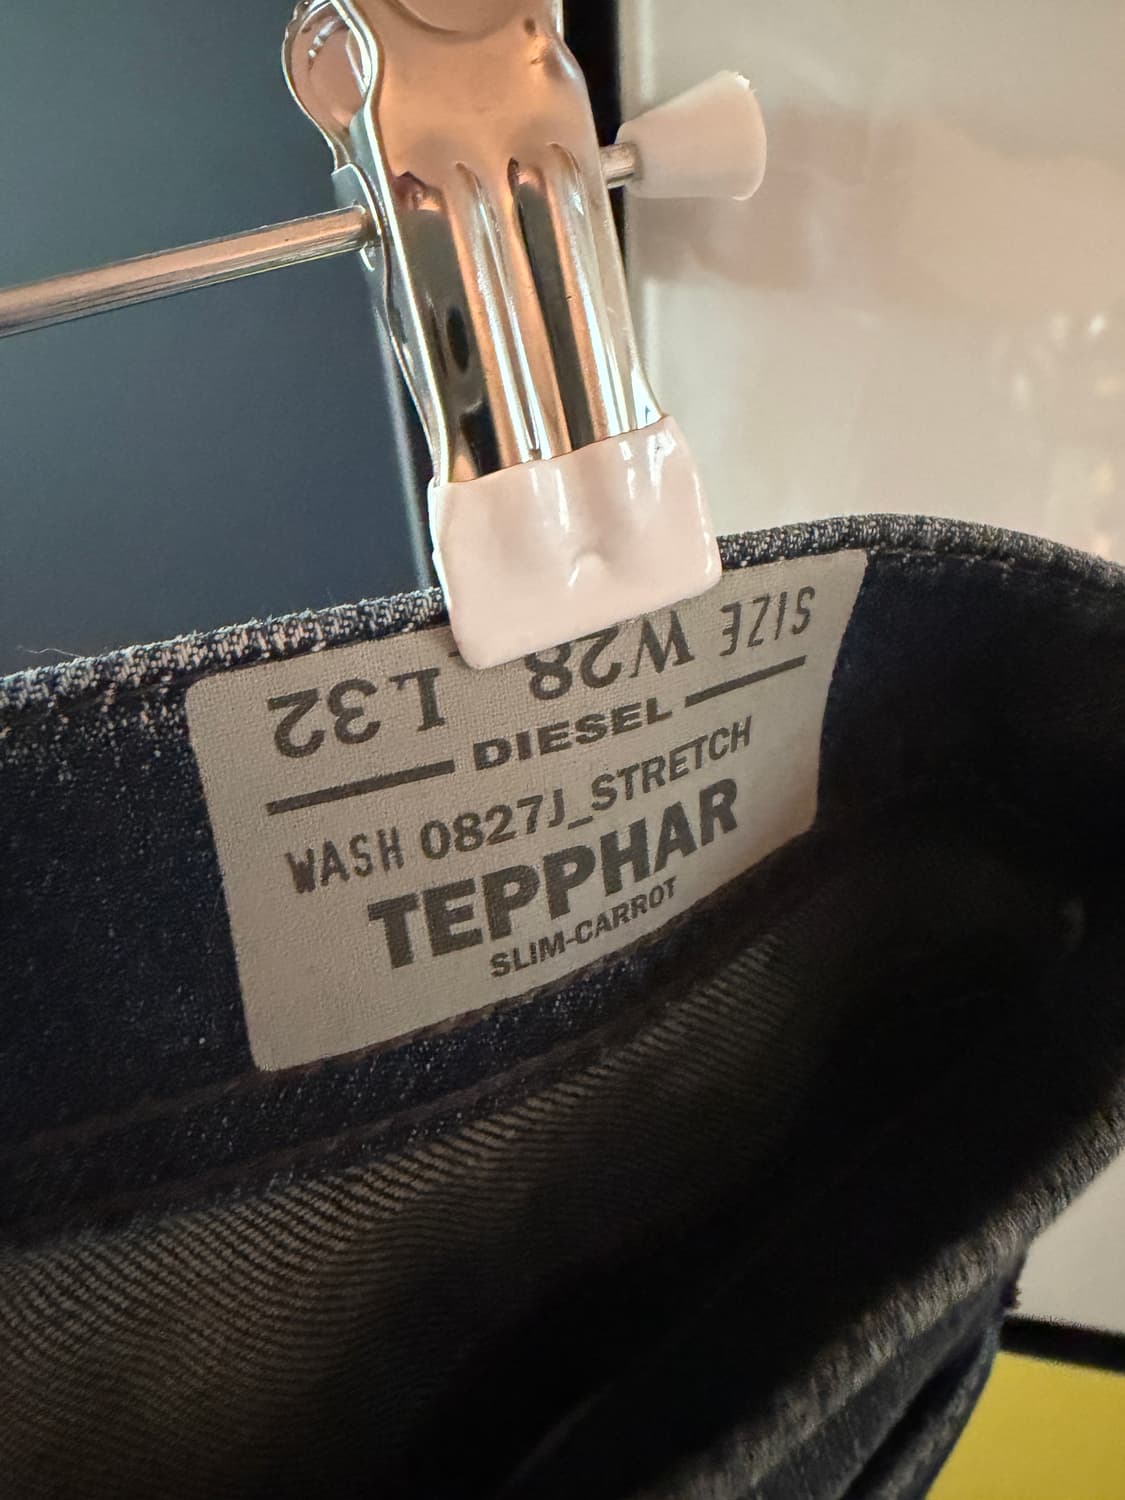 SIZE W28 L32
DIESEL
WASH 0827J_STRETCH
TEPPHAR
SLIM-CARROT